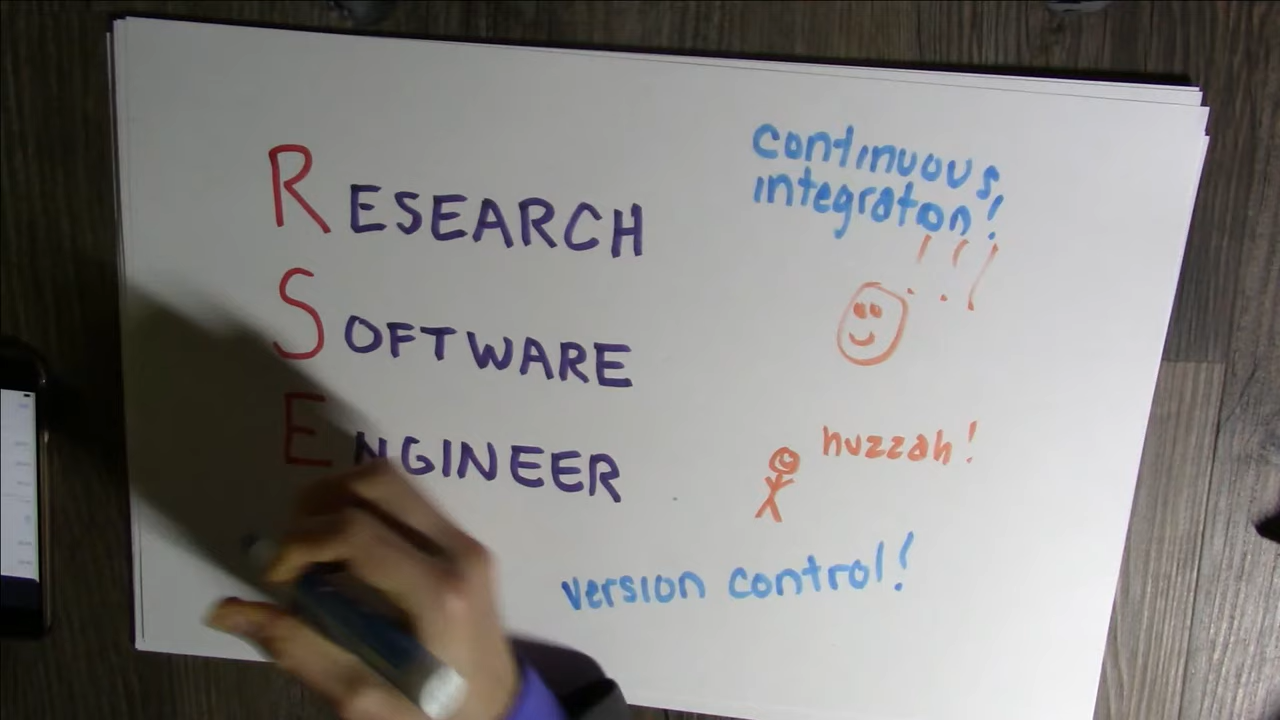 RESEARCH
SOFTWARE
ENGINEER
continuous
integraton!
!!!
huzzah!
version control!